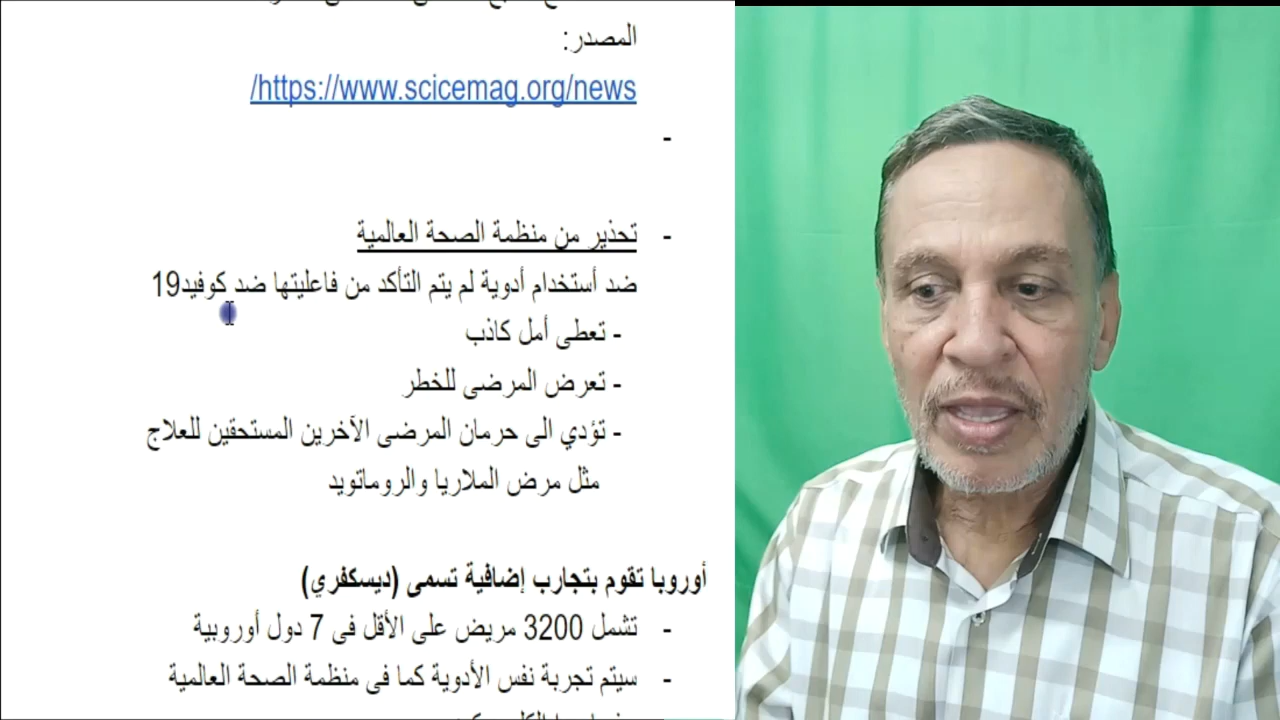 المصدر:
https://www.scicemag.org/news/
-
- تحذير من منظمة الصحة العالمية
ضد أستخدام أدوية لم يتم التأكد من فاعليتها ضد كوفيد19
- تعطى أمل كاذب
- تعرض المرضى للخطر
- تؤدي الى حرمان المرضى الآخرين المستحقين للعلاج
مثل مرض الملاريا والروماتويد
أوروبا تقوم بتجارب إضافية تسمى (ديسكفري)
- تشمل 3200 مريض على الأقل فى 7 دول أوروبية
- سيتم تجربة نفس الأدوية كما فى منظمة الصحة العالمية